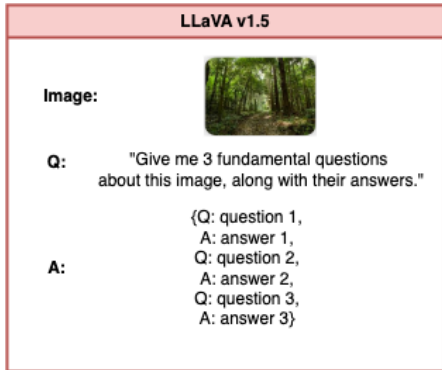 LLaVA v1.5
Image:
Q: "Give me 3 fundamental questions
about this image, along with their answers."
{Q: question 1,
A: answer 1,
Q: question 2,
A: A: answer 2,
Q: question 3,
A: answer 3}